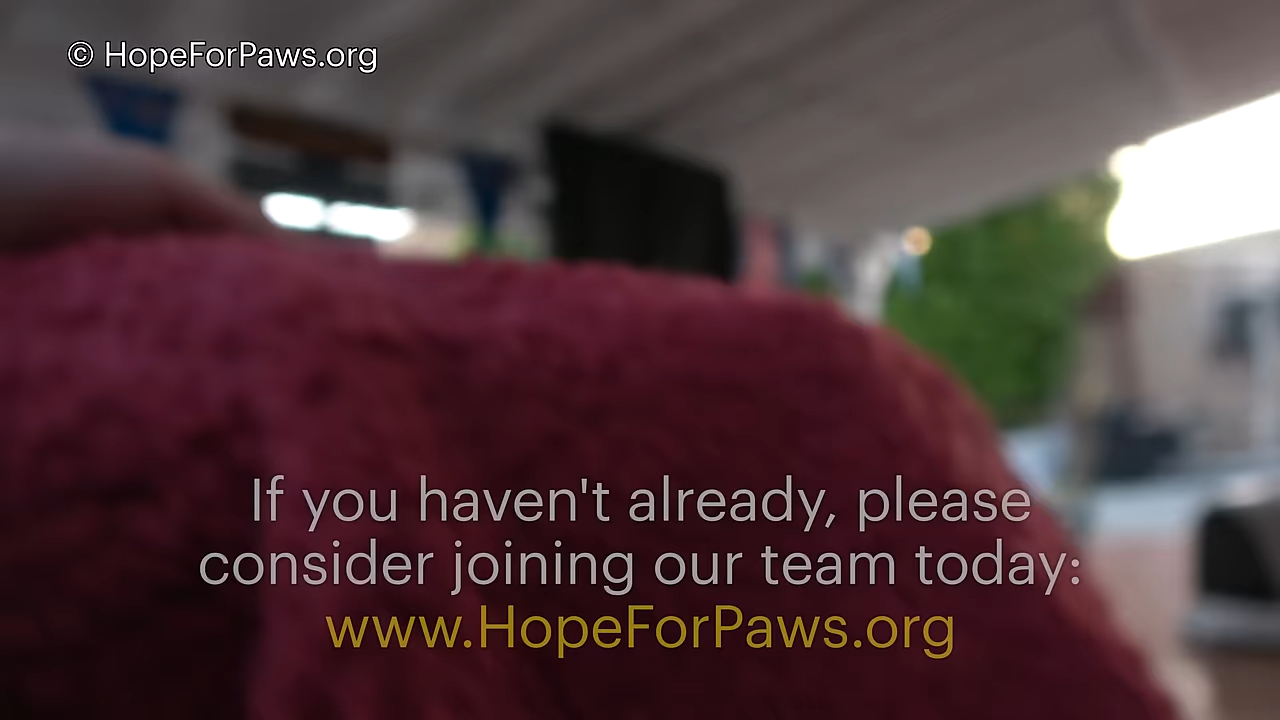 © HopeForPaws.org
If you haven't already, please
consider joining our team today:
www.HopeForPaws.org